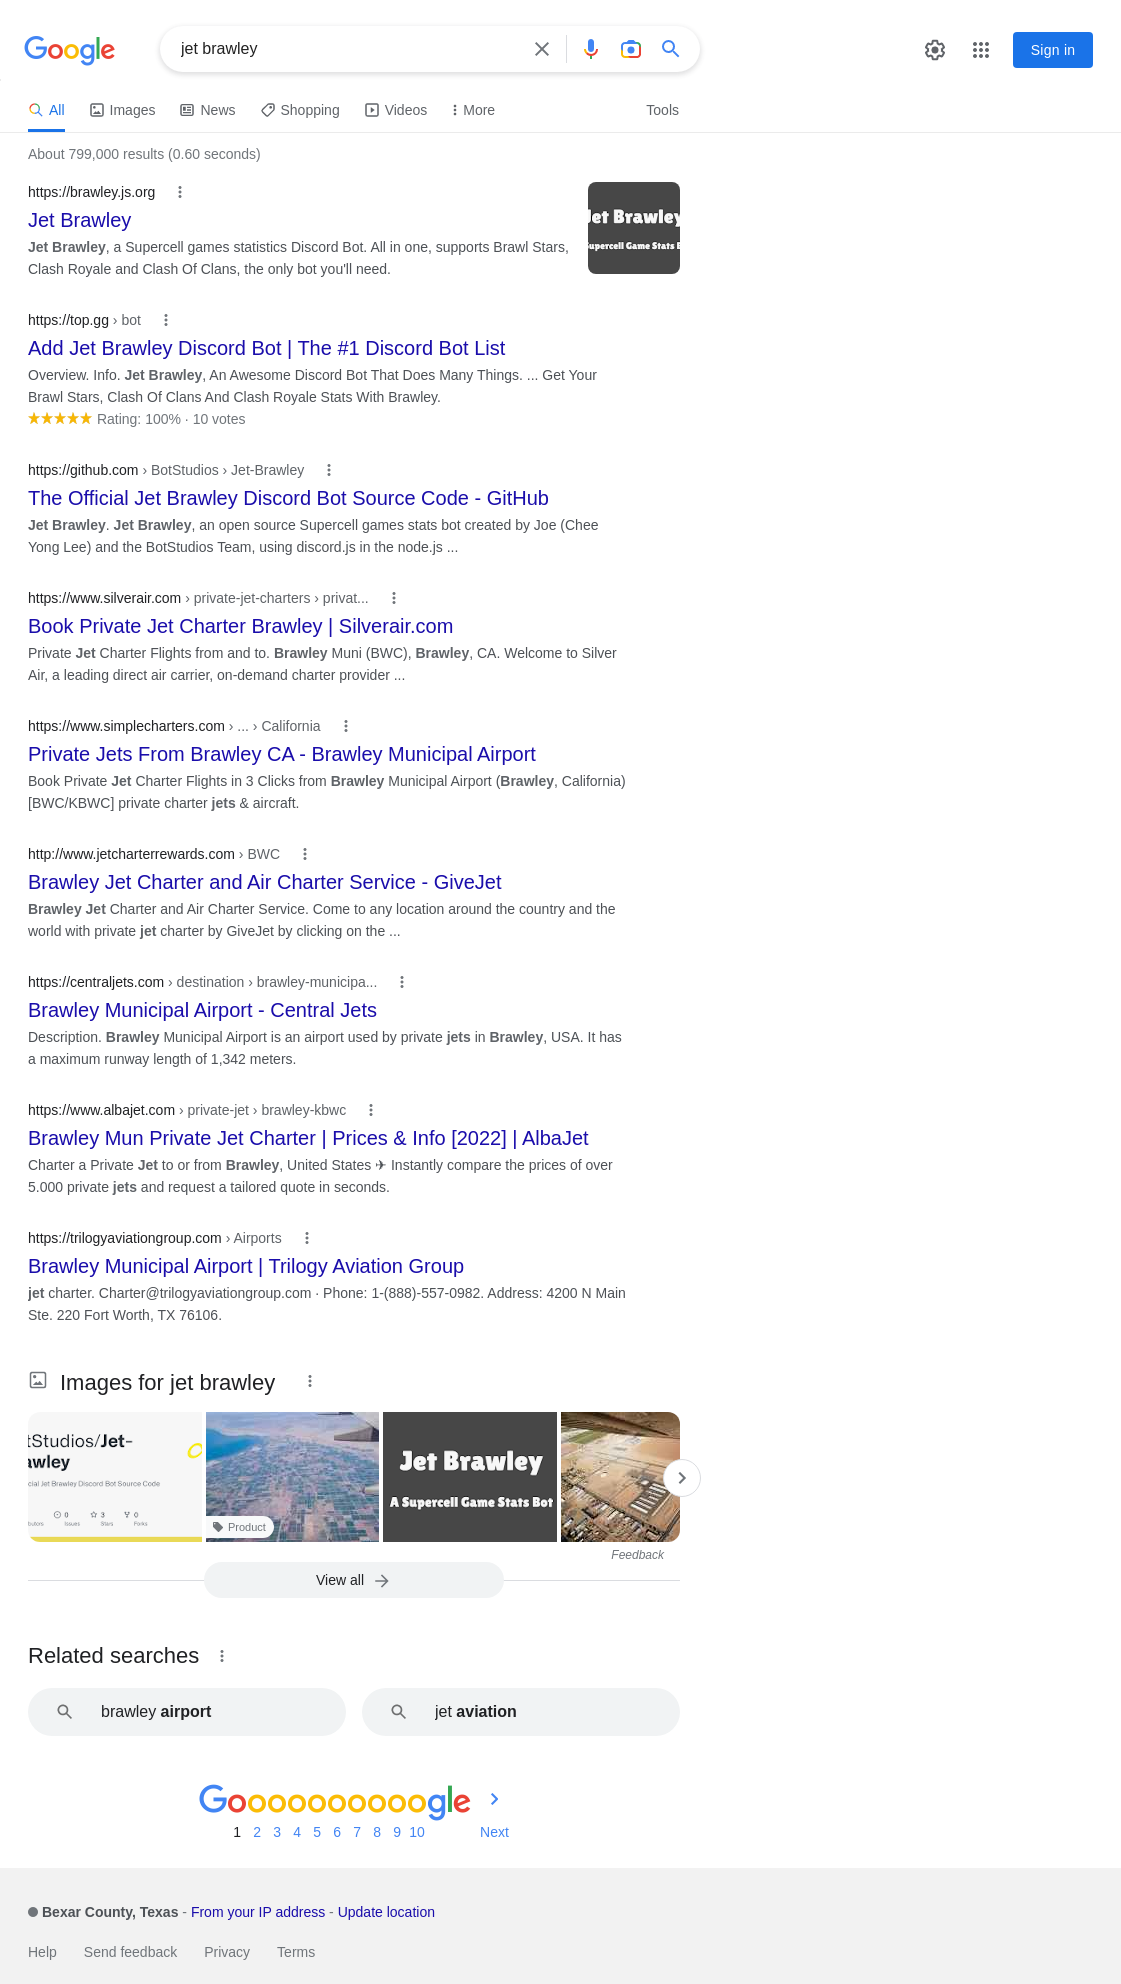 Google
jet brawley
Sign in
All
Images
News
Shopping
Videos
More
Tools
About 799,000 results (0.60 seconds)
https://brawley.js.org
Jet Brawley
Jet Brawley, a Supercell games statistics Discord Bot. All in one, supports Brawl Stars,
Clash Royale and Clash Of Clans, the only bot you'll need.
Jet Brawley
Supercell Game Stats B
https://top.gg › bot
Add Jet Brawley Discord Bot | The #1 Discord Bot List
Overview. Info. Jet Brawley, An Awesome Discord Bot That Does Many Things. ... Get Your
Brawl Stars, Clash Of Clans And Clash Royale Stats With Brawley.
Rating: 100% · 10 votes
https://github.com › BotStudios › Jet-Brawley
The Official Jet Brawley Discord Bot Source Code - GitHub
Jet Brawley. Jet Brawley, an open source Supercell games stats bot created by Joe (Chee
Yong Lee) and the BotStudios Team, using discord.js in the node.js ...
https://www.silverair.com › private-jet-charters › privat...
Book Private Jet Charter Brawley | Silverair.com
Private Jet Charter Flights from and to. Brawley Muni (BWC), Brawley, CA. Welcome to Silver
Air, a leading direct air carrier, on-demand charter provider ...
https://www.simplecharters.com › ... › California
Private Jets From Brawley CA - Brawley Municipal Airport
Book Private Jet Charter Flights in 3 Clicks from Brawley Municipal Airport (Brawley, California)
[BWC/KBWC] private charter jets & aircraft.
http://www.jetcharterrewards.com › BWC
Brawley Jet Charter and Air Charter Service - GiveJet
Brawley Jet Charter and Air Charter Service. Come to any location around the country and the
world with private jet charter by GiveJet by clicking on the ...
https://centraljets.com › destination › brawley-municipa...
Brawley Municipal Airport - Central Jets
Description. Brawley Municipal Airport is an airport used by private jets in Brawley, USA. It has
a maximum runway length of 1,342 meters.
https://www.albajet.com › private-jet › brawley-kbwc
Brawley Mun Private Jet Charter | Prices & Info [2022] | AlbaJet
Charter a Private Jet to or from Brawley, United States ✈ Instantly compare the prices of over
5.000 private jets and request a tailored quote in seconds.
https://trilogyaviationgroup.com › Airports
Brawley Municipal Airport | Trilogy Aviation Group
jet charter. Charter@trilogyaviationgroup.com · Phone: 1-(888)-557-0982. Address: 4200 N Main
Ste. 220 Fort Worth, TX 76106.
Images for jet brawley
tStudios/Jet-
awley
cial Jet Brawley Discord Bot Source Code
0 3 0
Issues Stars Forks
Product
Jet Brawley
A Supercell Game Stats Bot
Feedback
View all
Related searches
brawley airport
jet aviation
Goooooooooogle
1 2 3 4 5 6 7 8 9 10 Next
Bexar County, Texas - From your IP address - Update location
Help Send feedback Privacy Terms